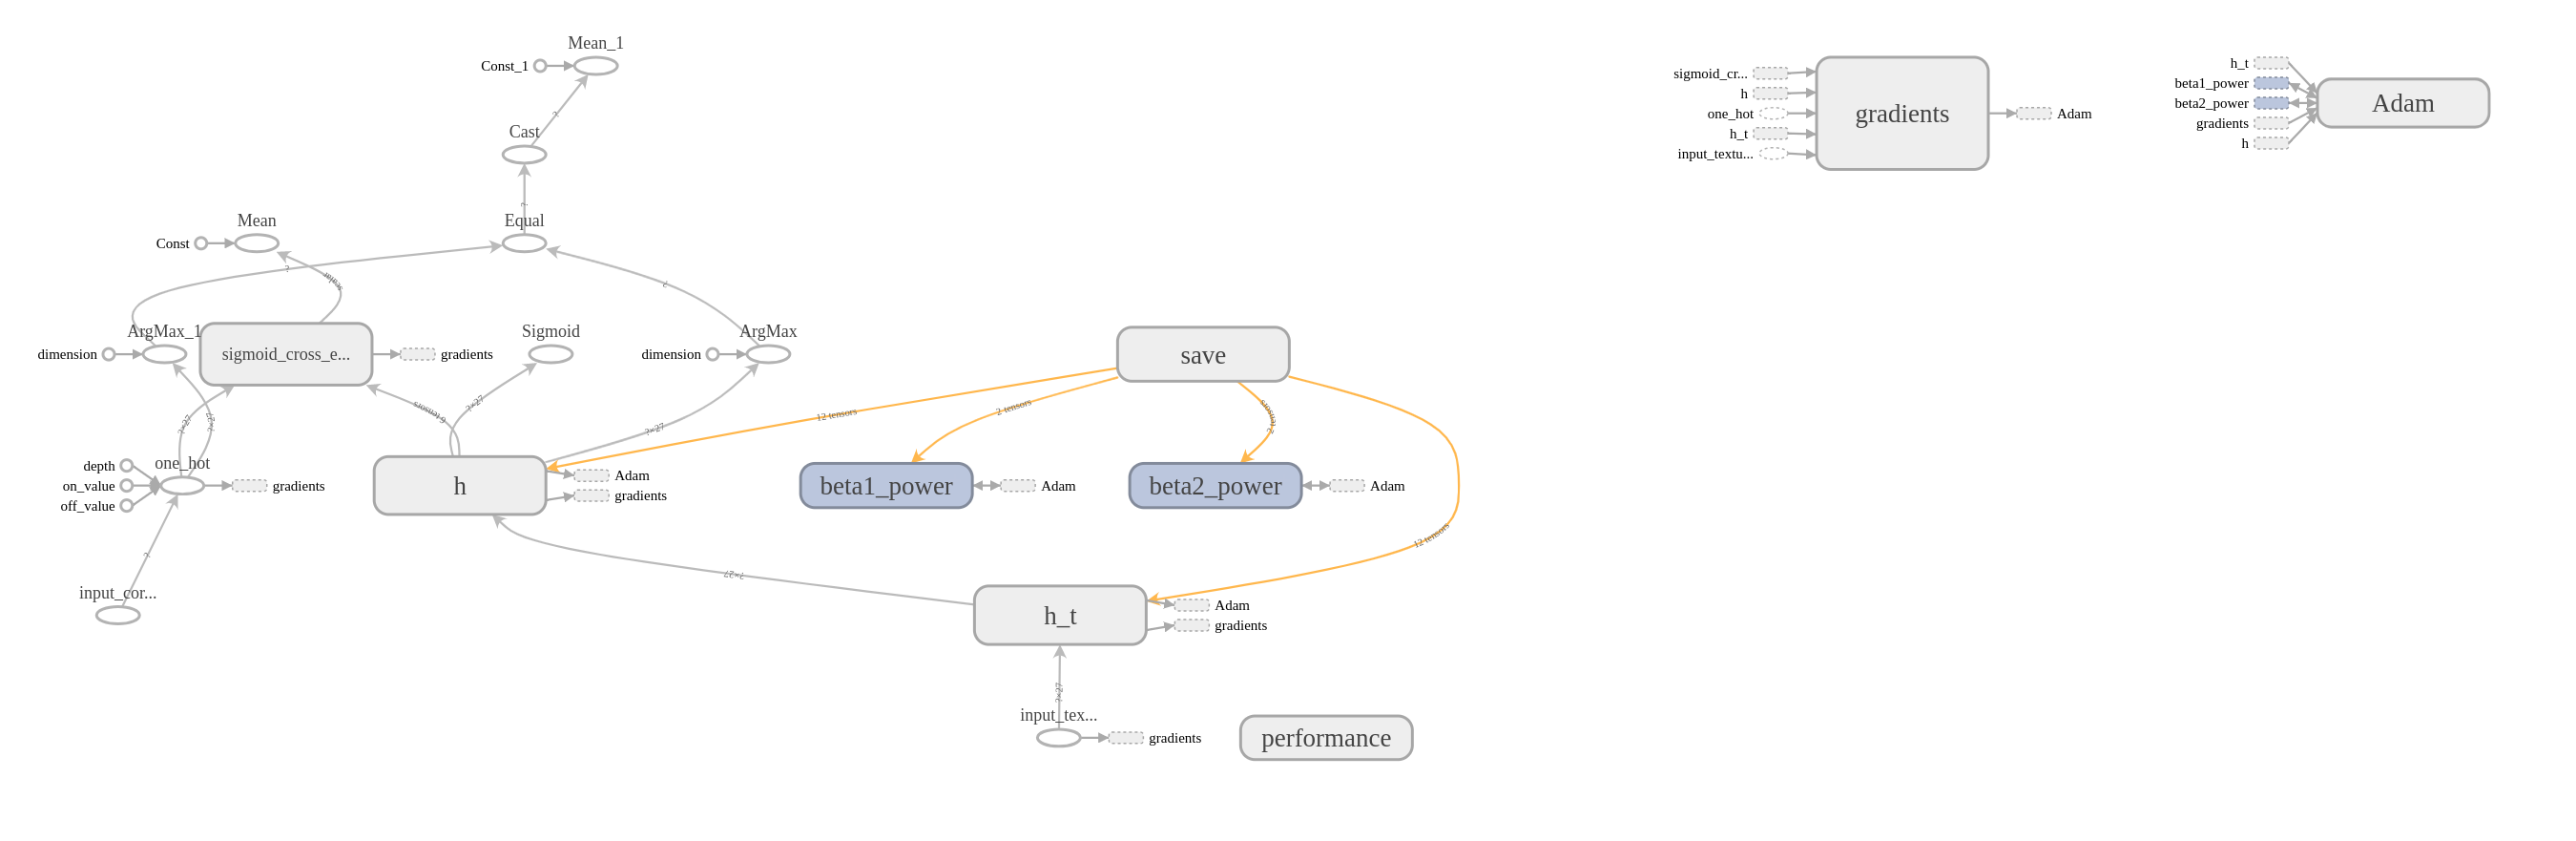 Mean_1
Const_1
?
Cast
?
Equal
Mean
Const
?
scalar
?
ArgMax_1
dimension
sigmoid_cross_e...
gradients
Sigmoid
ArgMax
dimension
save
?×27
?×27
6 tensors
?×27
?×27
12 tensors
2 tensors
2 tensors
one_hot
depth
on_value
off_value
gradients
h
Adam
gradients
beta1_power
Adam
beta2_power
Adam
12 tensors
?
?×27
input_cor...
h_t
Adam
gradients
?×27
input_tex...
gradients
performance
sigmoid_cr...
h
one_hot
h_t
input_textu...
gradients
Adam
h_t
beta1_power
beta2_power
gradients
h
Adam